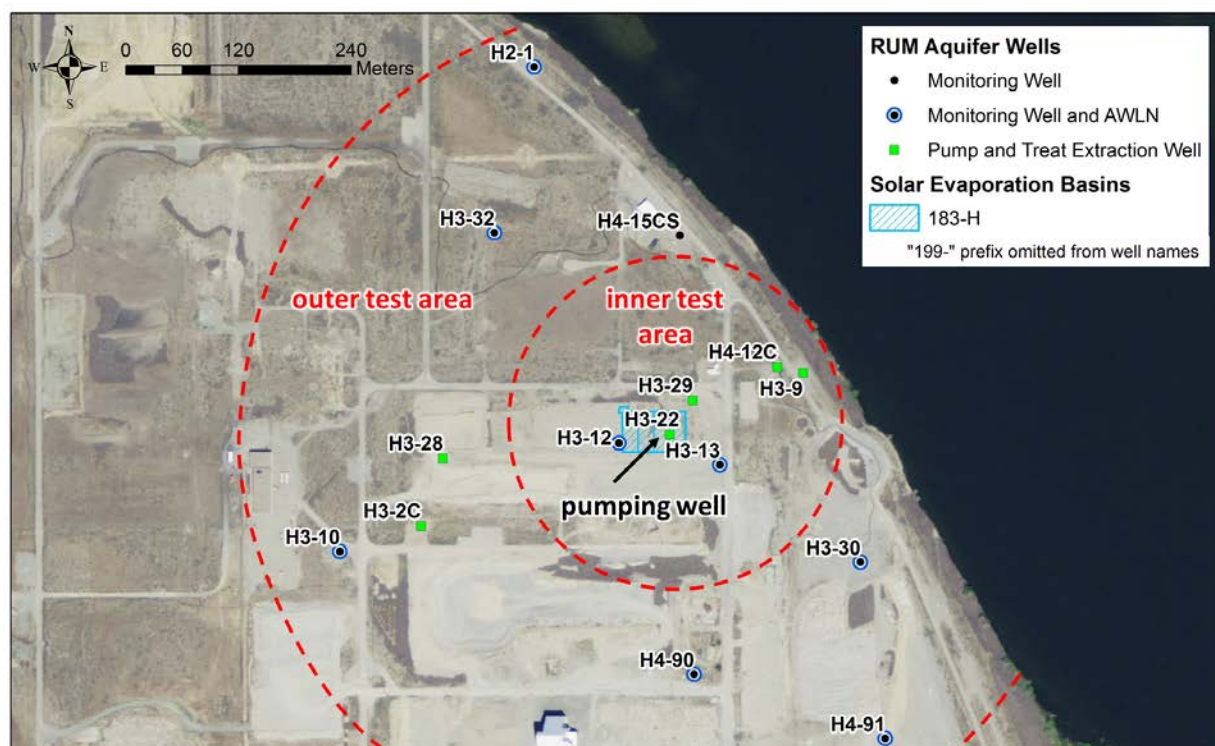 N
W E
S
0 60 120 240
Meters
RUM Aquifer Wells
Monitoring Well
Monitoring Well and AWLN
Pump and Treat Extraction Well
Solar Evaporation Basins
183-H
"199-" prefix omitted from well names
H2-1
H3-32
H4-15CS
outer test area
inner test
area
H4-12C
H3-9
H3-29
H3-22
H3-12
H3-13
H3-28
pumping well
H3-2C
H3-10
H3-30
H4-90
H4-91